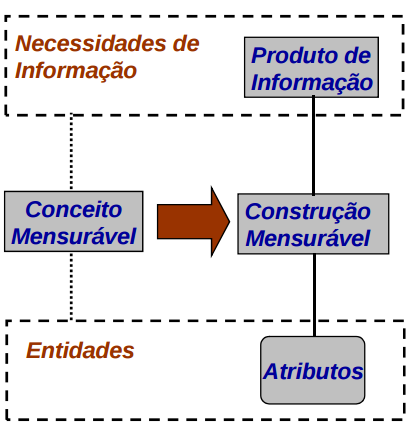 Necessidades de
Informação
Produto de
Informação
Conceito
Mensurável
Construção
Mensurável
Entidades
Atributos